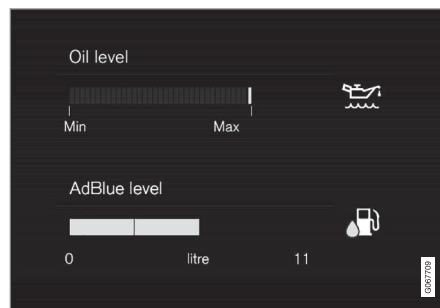 Oil level
Min Max
AdBlue level
0 litre 11
G067709